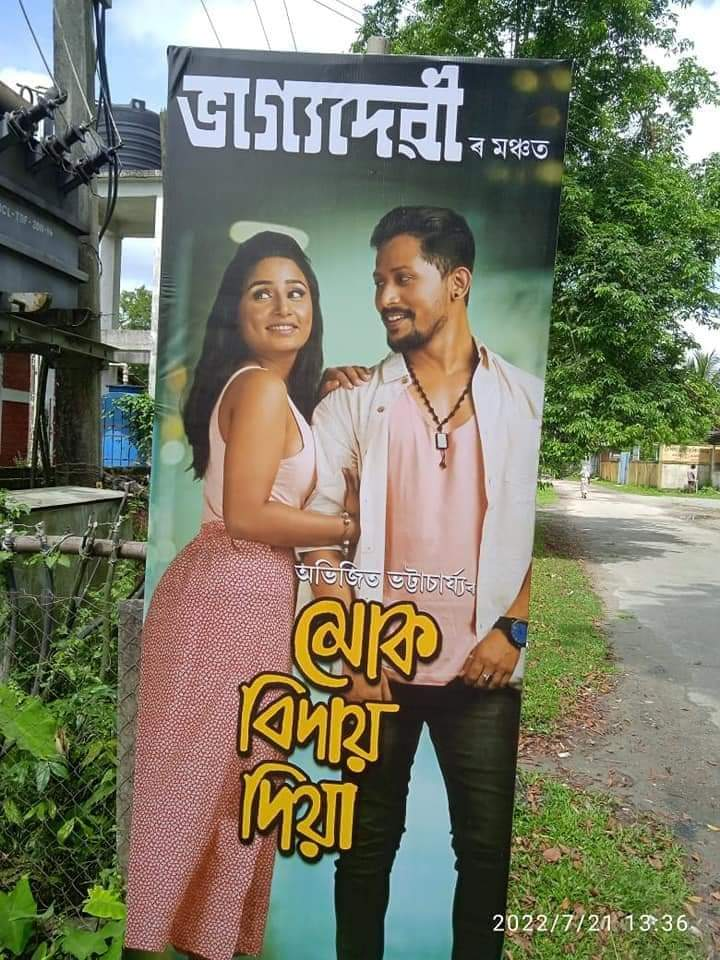 ভাগ্যদেৱী ৰ মঞ্চত
অভিজিত ভট্টাচাৰ্য্যৰ
মোক
বিদায়
দিয়া
2022/7/21 13:36